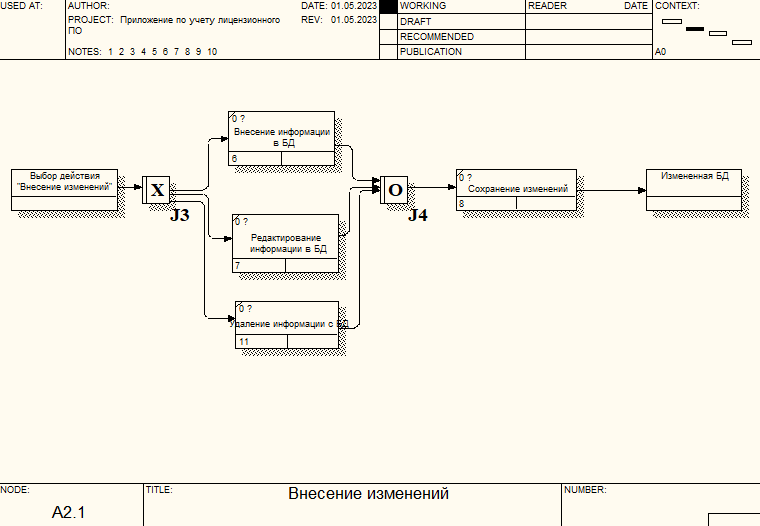 USED AT:
AUTHOR:
DATE: 01.05.2023
WORKING
READER
DATE
CONTEXT:
PROJECT: Приложение по учету лицензионного
ПО
REV: 01.05.2023
DRAFT
RECOMMENDED
NOTES: 1 2 3 4 5 6 7 8 9 10
PUBLICATION
A0
0 ?
Внесение информации
в БД
6
Выбор действия
"Внесение изменений"
X
J3
O
J4
0 ?
Сохранение изменений
8
Измененная БД
0 ?
Редактирование
информации в БД
7
0 ?
Удаление информации с БД
11
NODE:
A2.1
TITLE:
Внесение изменений
NUMBER: